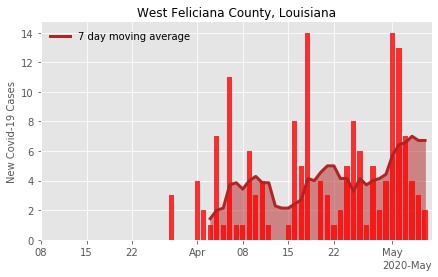 West Feliciana County, Louisiana
7 day moving average
New Covid-19 Cases
14
12
10
8
6
4
2
0
08
15
22
Apr
08
15
22
May
2020-May